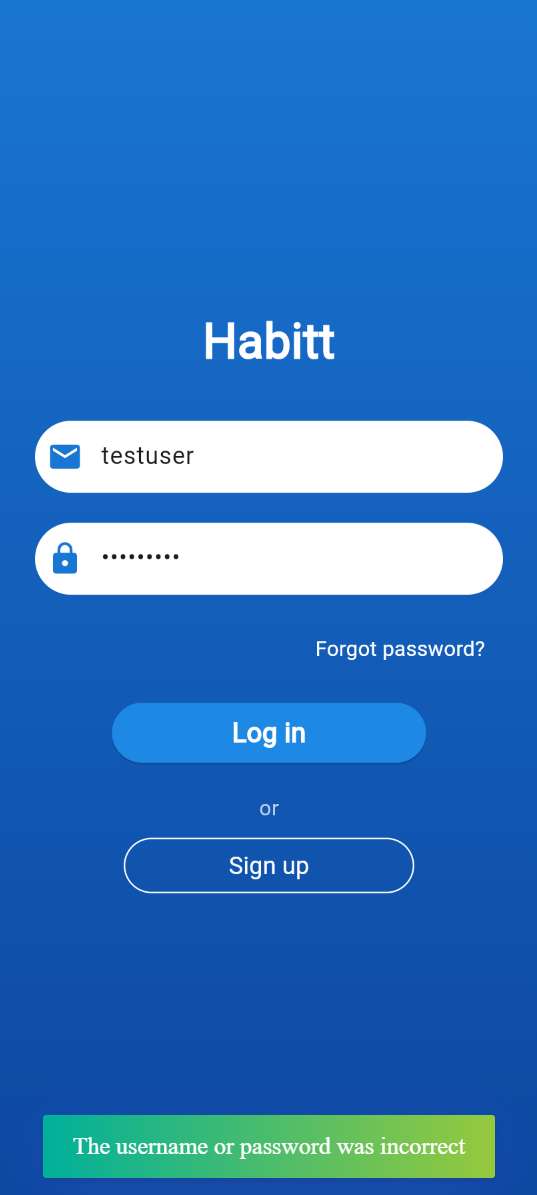 Habitt
testuser
•••••••••
Forgot password?
Log in
or
Sign up
The username or password was incorrect